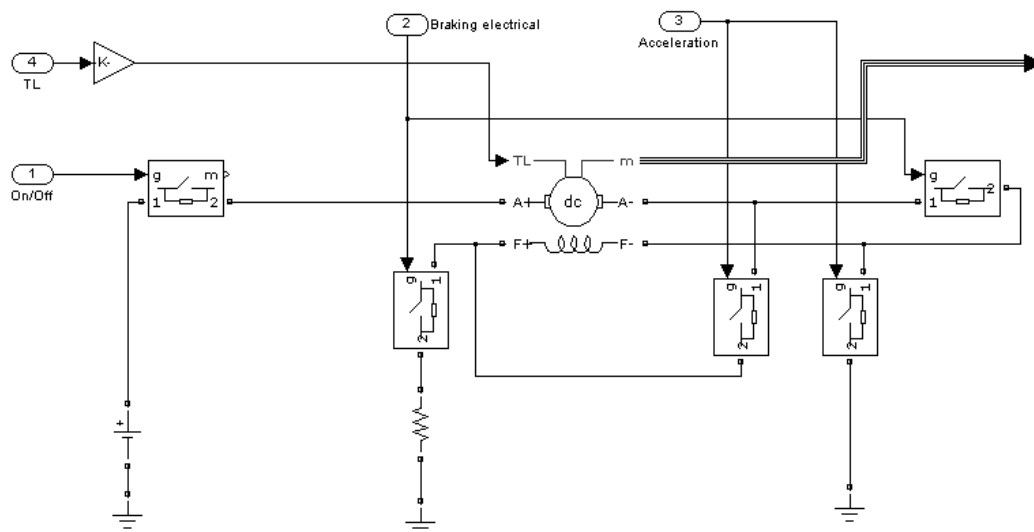 2
Braking electrical
3
Acceleration
4
K-
TL
1
On/Off
g
m
1
2
TL
m
A+
dc
A-
F+
F-
g
1
2
g
1
2
g
1
2
g
1
2
+